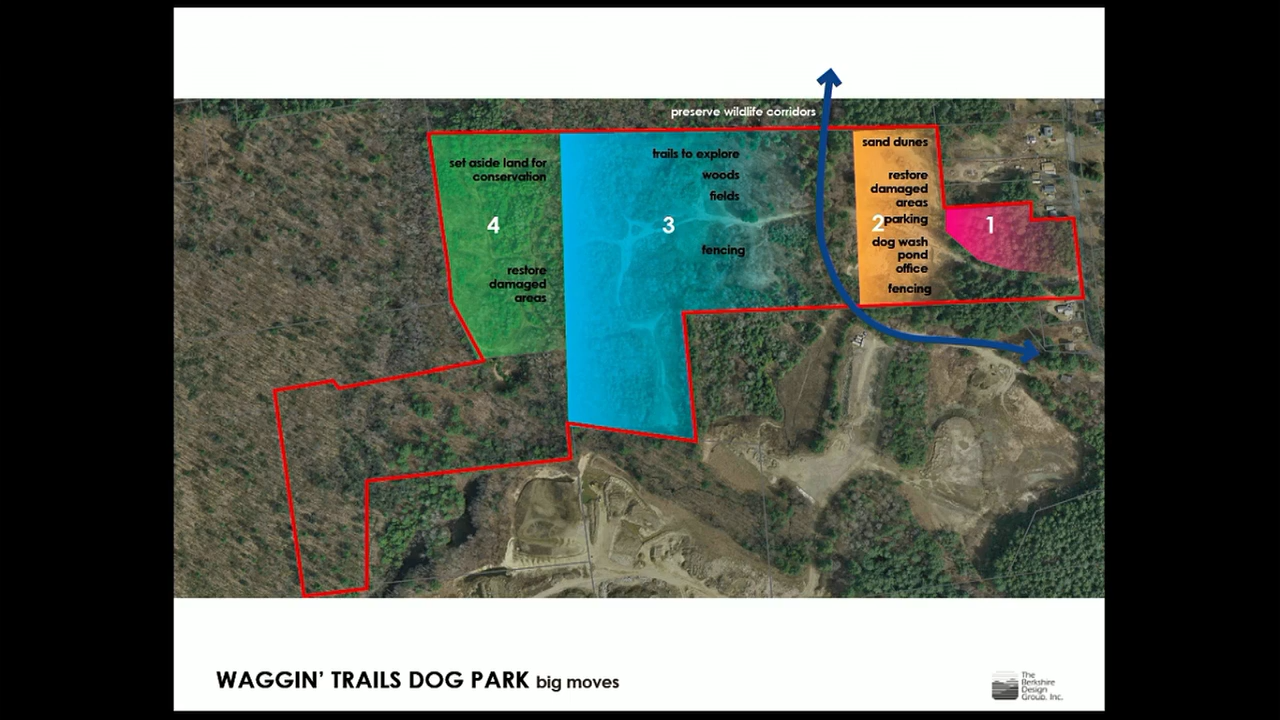 preserve wildlife corridors
set aside land for
conservation
4
restore
damaged
areas
trails to explore
woods
fields
3
fencing
sand dunes
restore
damaged
areas
2
parking
dog wash
pond
office
fencing
1
WAGGIN' TRAILS DOG PARK big moves
The
Berkshire
Design
Group, Inc.